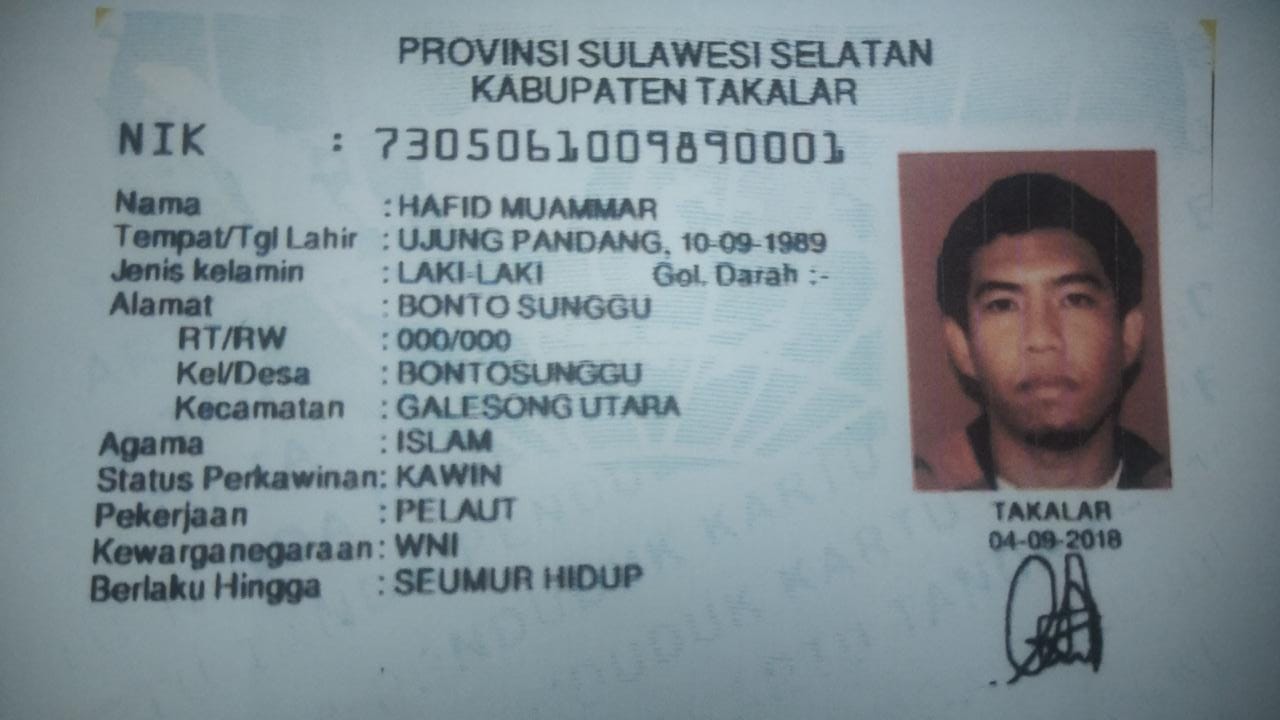 PROVINSI SULAWESI SELATAN
KABUPATEN TAKALAR
NIK : 7305061009890001
Nama : HAFID MUAMMAR
Tempat/Tgl Lahir : UJUNG PANDANG, 10-09-1989
Jenis kelamin : LAKI-LAKI Gol. Darah :-
Alamat : BONTO SUNGGU
RT/RW : 000/000
Kel/Desa : BONTOSUNGGU
Kecamatan : GALESONG UTARA
Agama : ISLAM
Status Perkawinan: KAWIN
Pekerjaan : PELAUT
Kewarganegaraan: WNI
Berlaku Hingga : SEUMUR HIDUP
TAKALAR
04-09-2018